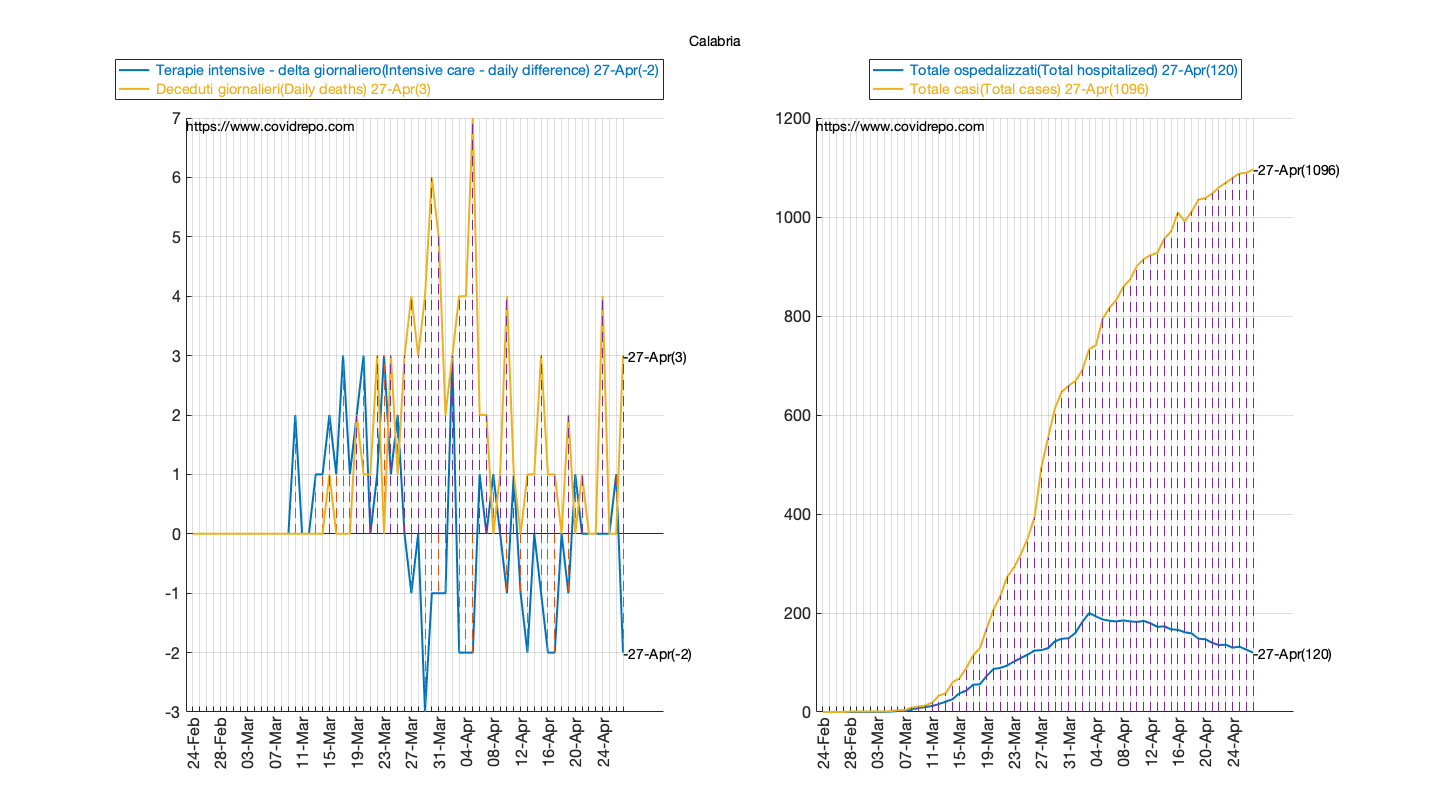 Calabria
Terapie intensive - delta giornaliero(Intensive care - daily difference) 27-Apr(-2)
Deceduti giornalieri(Daily deaths) 27-Apr(3)
https://www.covidrepo.com
7
6
5
4
3
2
1
0
-1
-2
-3
-27-Apr(3)
-27-Apr(-2)
24-Feb
28-Feb
03-Mar
07-Mar
11-Mar
15-Mar
19-Mar
23-Mar
27-Mar
31-Mar
04-Apr
08-Apr
12-Apr
16-Apr
20-Apr
24-Apr
Totale ospedalizzati(Total hospitalized) 27-Apr(120)
Totale casi(Total cases) 27-Apr(1096)
https://www.covidrepo.com
1200
1000
800
600
400
200
0
-27-Apr(1096)
-27-Apr(120)
24-Feb
28-Feb
03-Mar
07-Mar
11-Mar
15-Mar
19-Mar
23-Mar
27-Mar
31-Mar
04-Apr
08-Apr
12-Apr
16-Apr
20-Apr
24-Apr